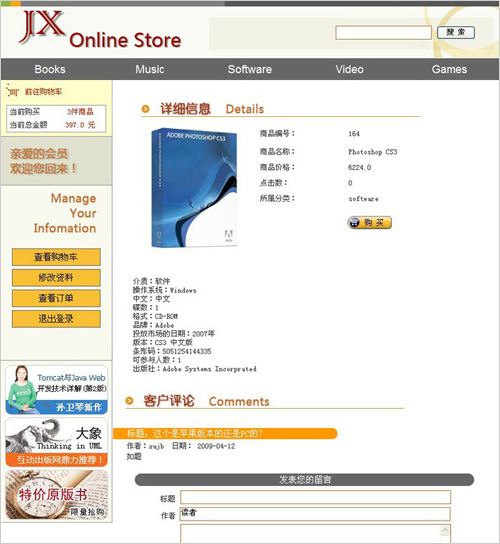 JX Online Store
搜 索
Books Music Software Video Games
前往购物车
当前购买 3件商品
当前总金额 397.0 元
亲爱的会员
欢迎您回来！
Manage
Your
Infomation
查看购物车
修改资料
查看订单
退出登录
Tomcat与Java Web
开发技术详解(第2版)
孙卫琴新作
大象
Thinking in UML
互动出版网鼎力推荐！
特价原版书
限量抢购
详细信息 Details
ADOBE PHOTOSHOP CS3
Adobe
商品编号： 164
商品名称： Photoshop CS3
商品价格： 6224.0
点击数： 0
所属分类： software
购 买
介质：软件
操作系统：Windows
中文：中文
碟数：1
格式：CD-ROM
品牌：Adobe
投放市场的日期：2007年
版本：CS3 中文版
条形码：5051254144335
可参与人数：1
出版社：Adobe Systems Incorprated
客户评论 Comments
标题：这个是苹果版本的还是PC的?
作者：xujb 日期： 2009-04-12
如题
发表您的留言
标题
作者 读者